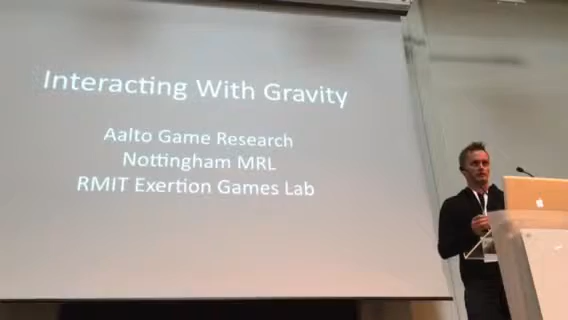 Interacting With Gravity
Aalto Game Research
Nottingham MRL
RMIT Exertion Games Lab